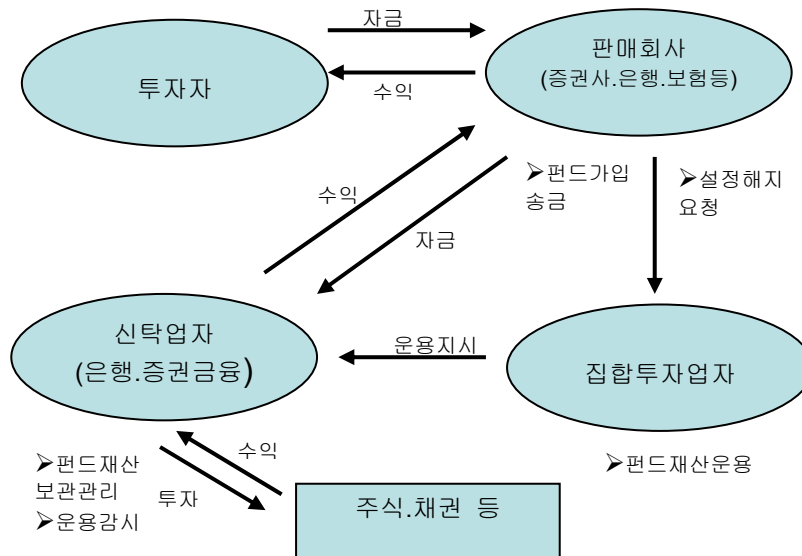 자금
투자자
판매회사
(증권사.은행.보험등)
수익
➢펀드가입
송금
➢설정해지
요청
수익
자금
신탁업자
(은행.증권금융)
운용지시
집합투자업자
➢펀드재산
보관관리
➢운용감시
수익
투자
➢펀드재산운용
주식.채권 등